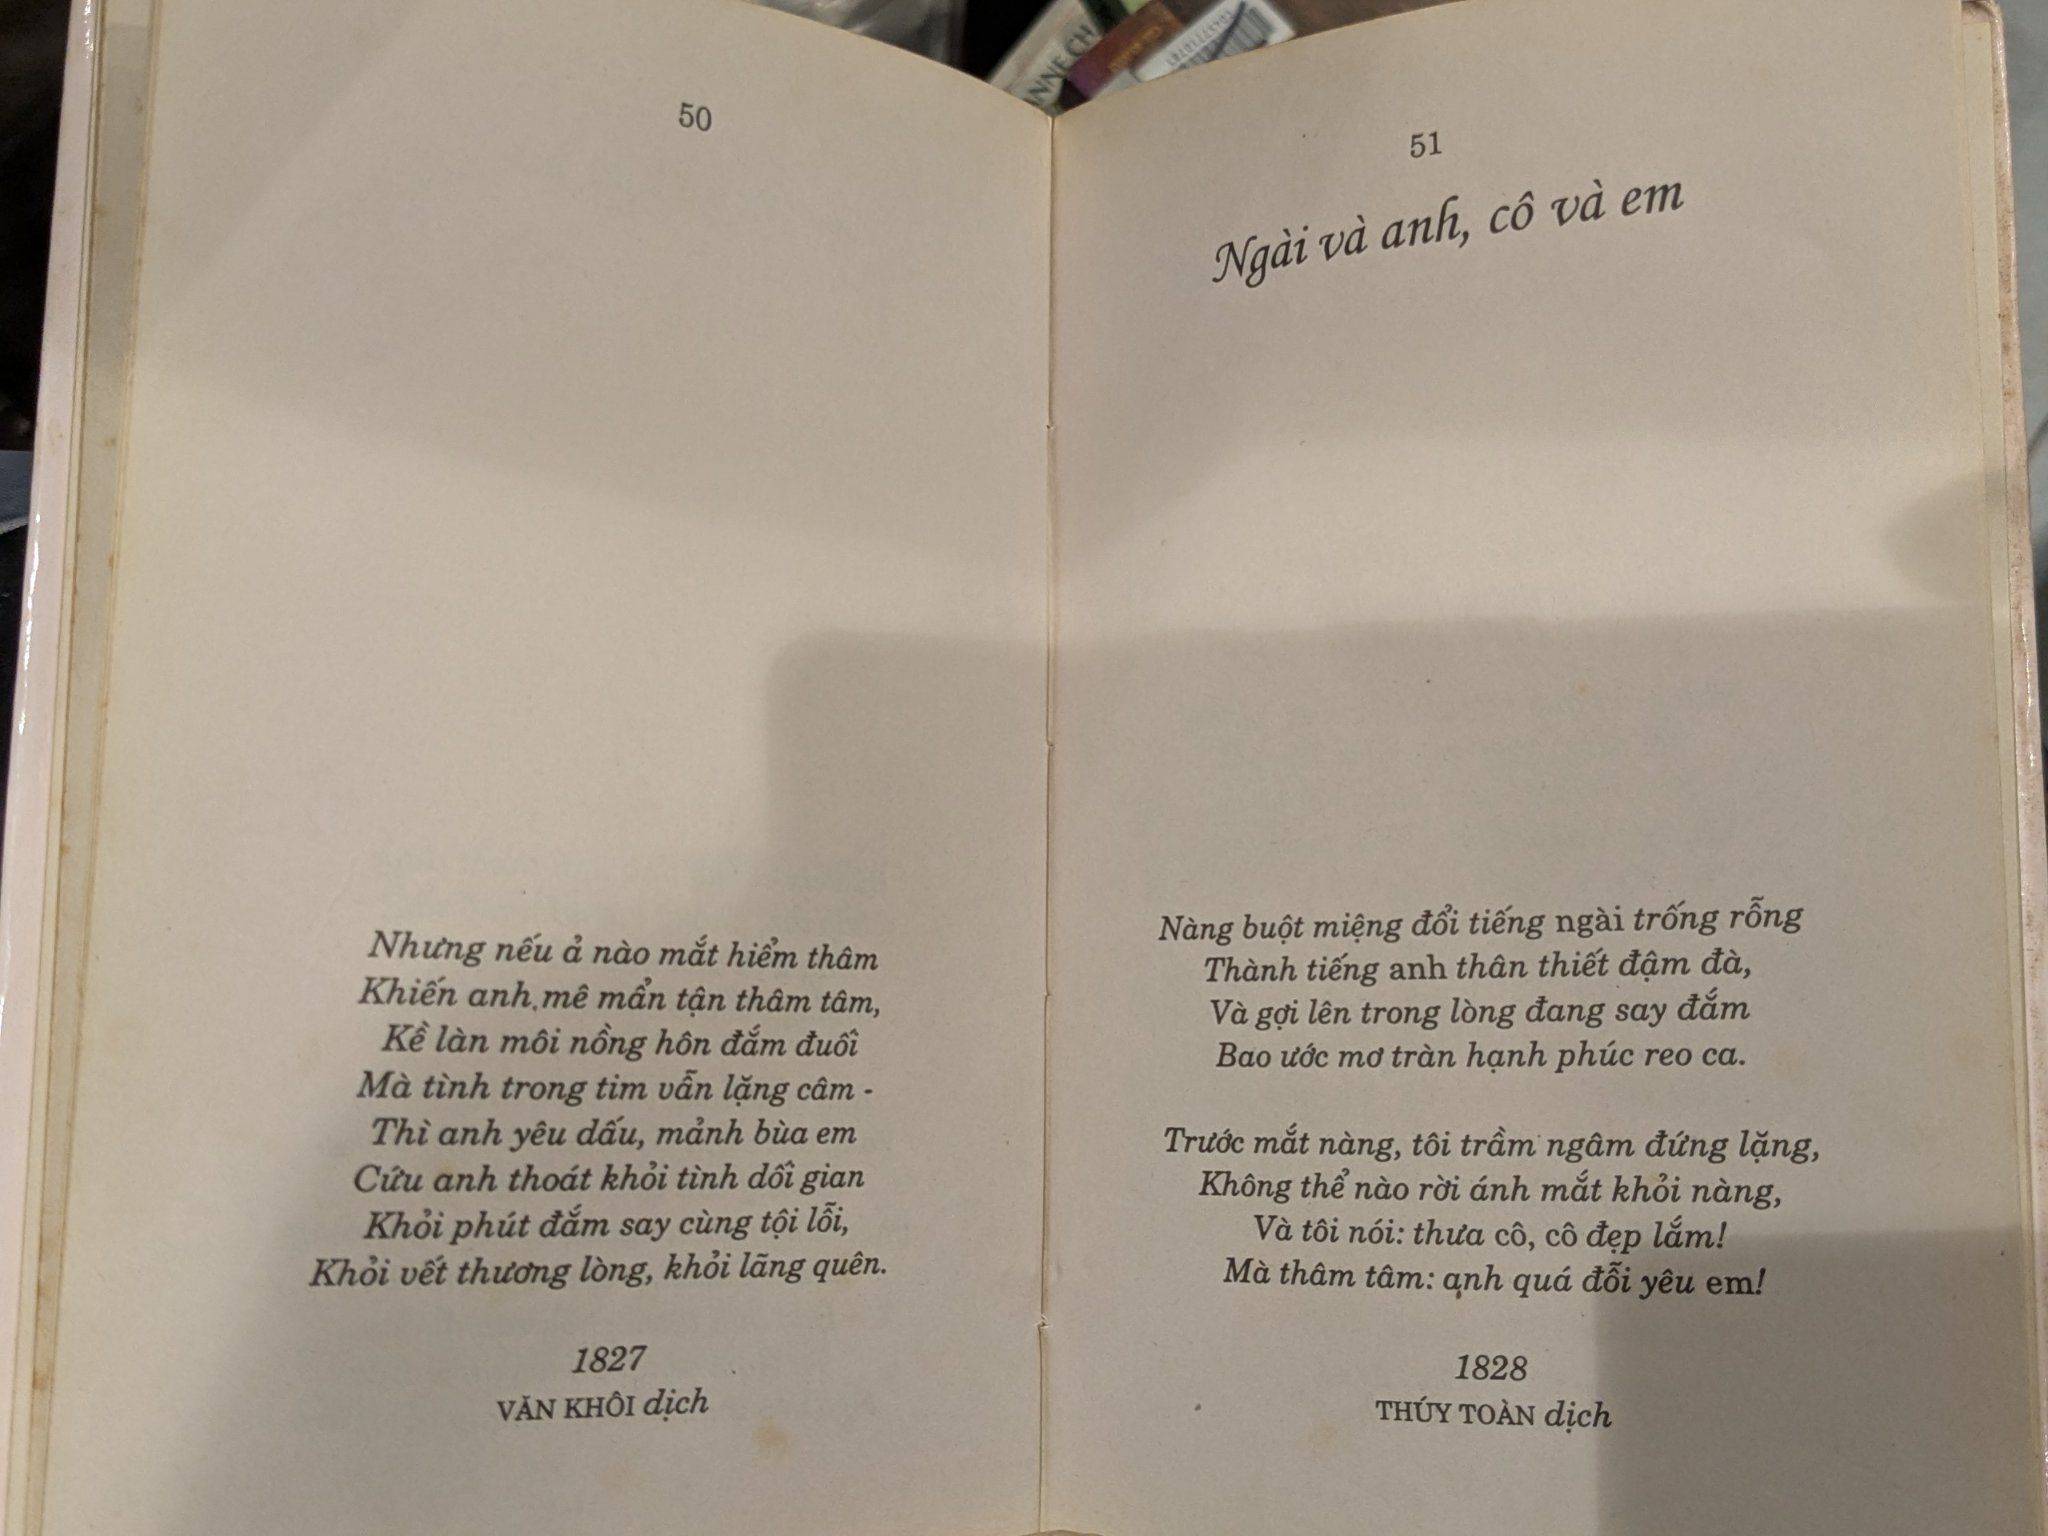 50
Nhưng nếu ả nào mắt hiểm thâm
Khiến anh mê mẩn tận thâm tâm,
Kề làn môi nồng hôn đắm đuối
Mà tình trong tim vẫn lặng câm -
Thì anh yêu dấu, mảnh bùa em
Cứu anh thoát khỏi tình dối gian
Khỏi phút đắm say cùng tội lỗi,
Khỏi vết thương lòng, khỏi lãng quên.
1827
VĂN KHÔI dịch
51
Ngài và anh, cô và em
Nàng buột miệng đổi tiếng ngài trống rỗng
Thành tiếng anh thân thiết đậm đà,
Và gợi lên trong lòng đang say đắm
Bao ước mơ tràn hạnh phúc reo ca.
Trước mắt nàng, tôi trầm ngâm đứng lặng,
Không thể nào rời ánh mắt khỏi nàng,
Và tôi nói: thưa cô, cô đẹp lắm!
Mà thâm tâm: anh quá đỗi yêu em!
1828
THÚY TOÀN dịch